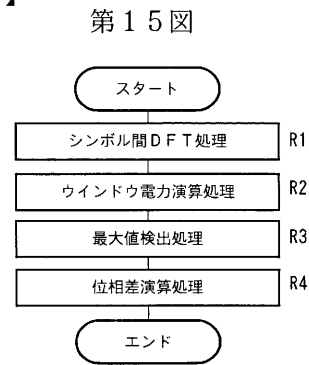 】
第１５図
スタート
シンボル間ＤＦＴ処理 R1
ウインドウ電力演算処理 R2
最大値検出処理 R3
位相差演算処理 R4
エンド